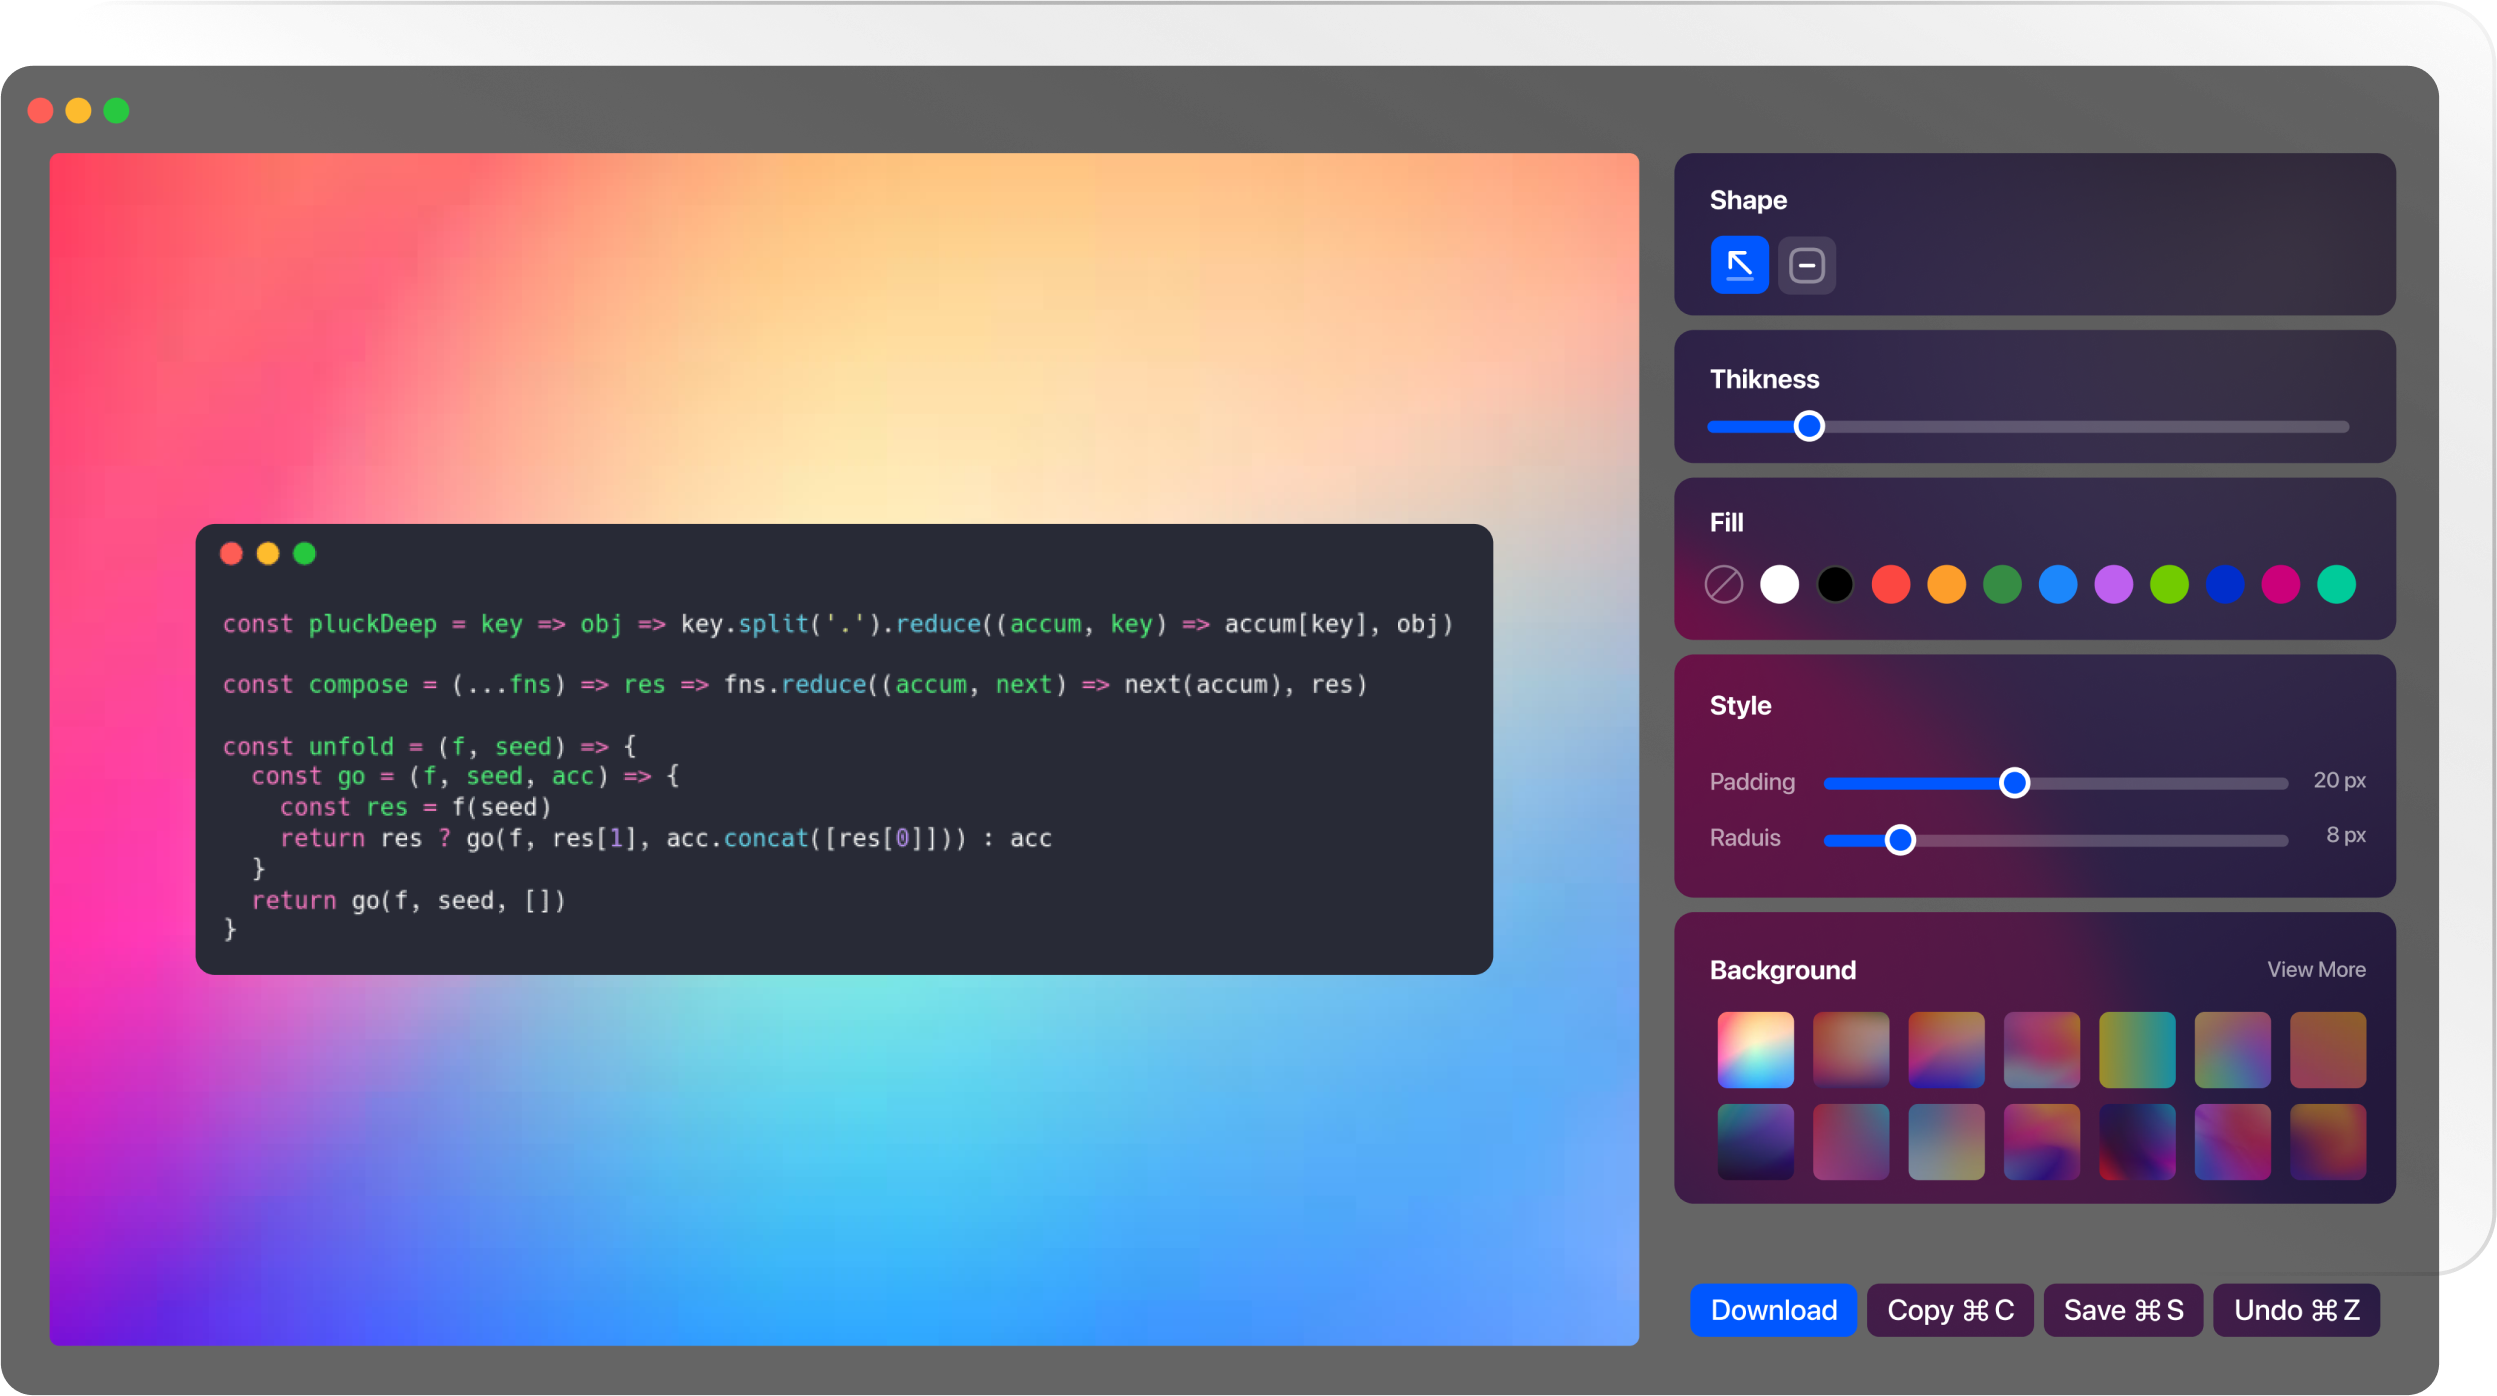 const pluckDeep = key => obj => key.split('.').reduce((accum, key) => accum[key], obj)
const compose = (...fns) => res => fns.reduce((accum, next) => next(accum), res)
const unfold = (f, seed) => {
  const go = (f, seed, acc) => {
    const res = f(seed)
    return res ? go(f, res[1], acc.concat([res[0]])) : acc
  }
  return go(f, seed, [])
}
Shape
Thikness
Fill
Style
Padding 20 px
Raduis 8 px
Background View More
Download Copy ⌘C Save ⌘S Undo ⌘Z